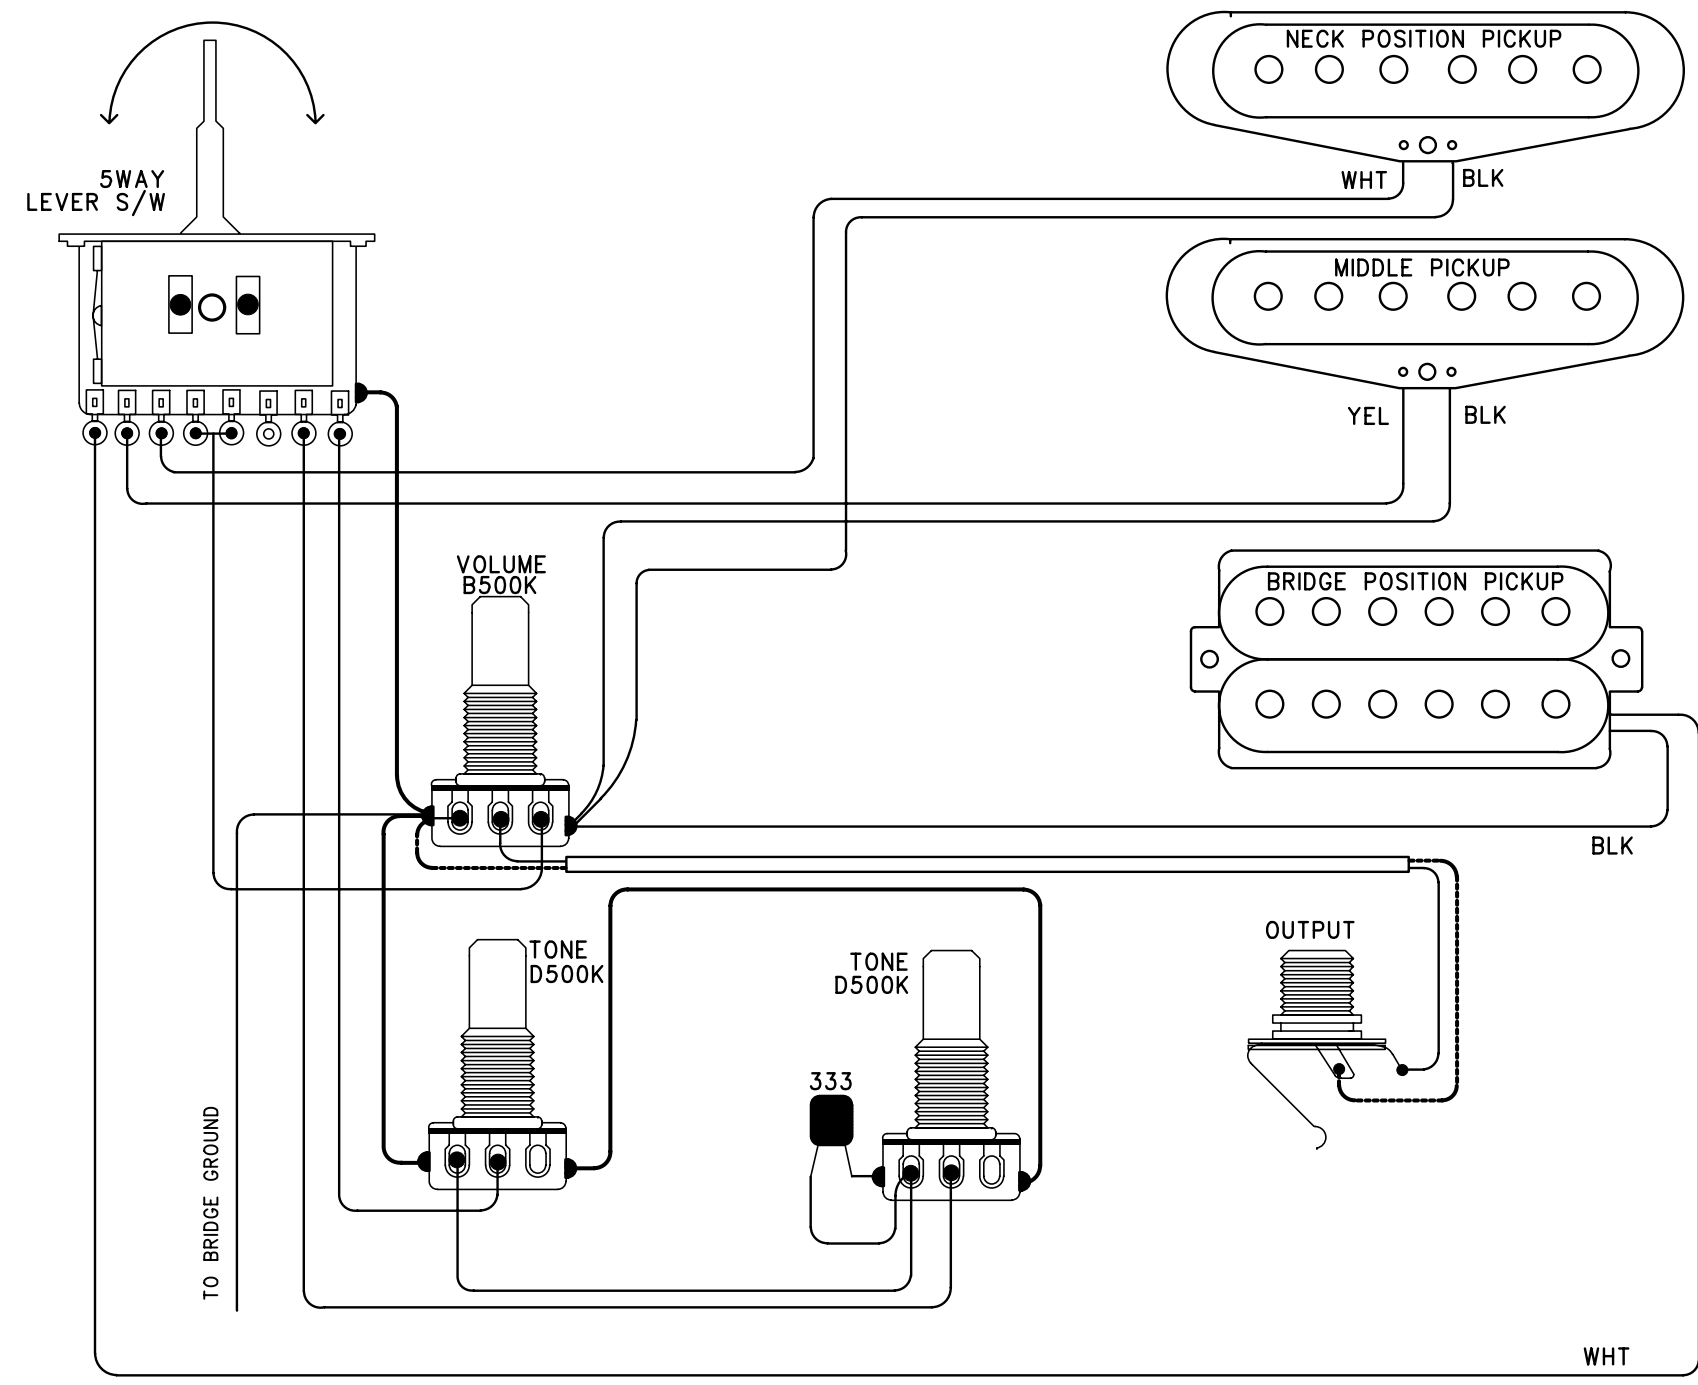 NECK POSITION PICKUP
WHT
BLK
5WAY
LEVER S/W
MIDDLE PICKUP
YEL
BLK
VOLUME
B500K
BRIDGE POSITION PICKUP
BLK
TONE
D500K
TONE
D500K
OUTPUT
333
TO BRIDGE GROUND
WHT